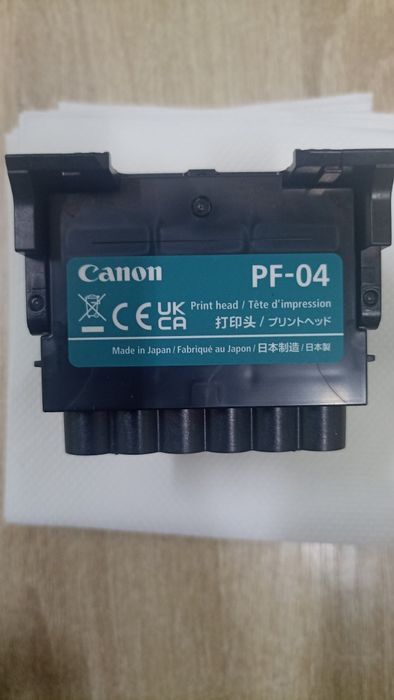 Canon PF-04
CE UK CA Print head / Tête d'impression
打印头 / プリントヘッド
Made in Japan / Fabriqué au Japon / 日本制造 / 日本製